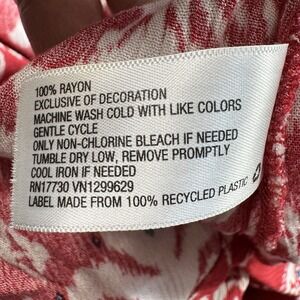 100% RAYON
EXCLUSIVE OF DECORATION
MACHINE WASH COLD WITH LIKE COLORS
GENTLE CYCLE
ONLY NON-CHLORINE BLEACH IF NEEDED
TUMBLE DRY LOW, REMOVE PROMPTLY
COOL IRON IF NEEDED
RN17730 VN1299629
LABEL MADE FROM 100% RECYCLED PLASTIC